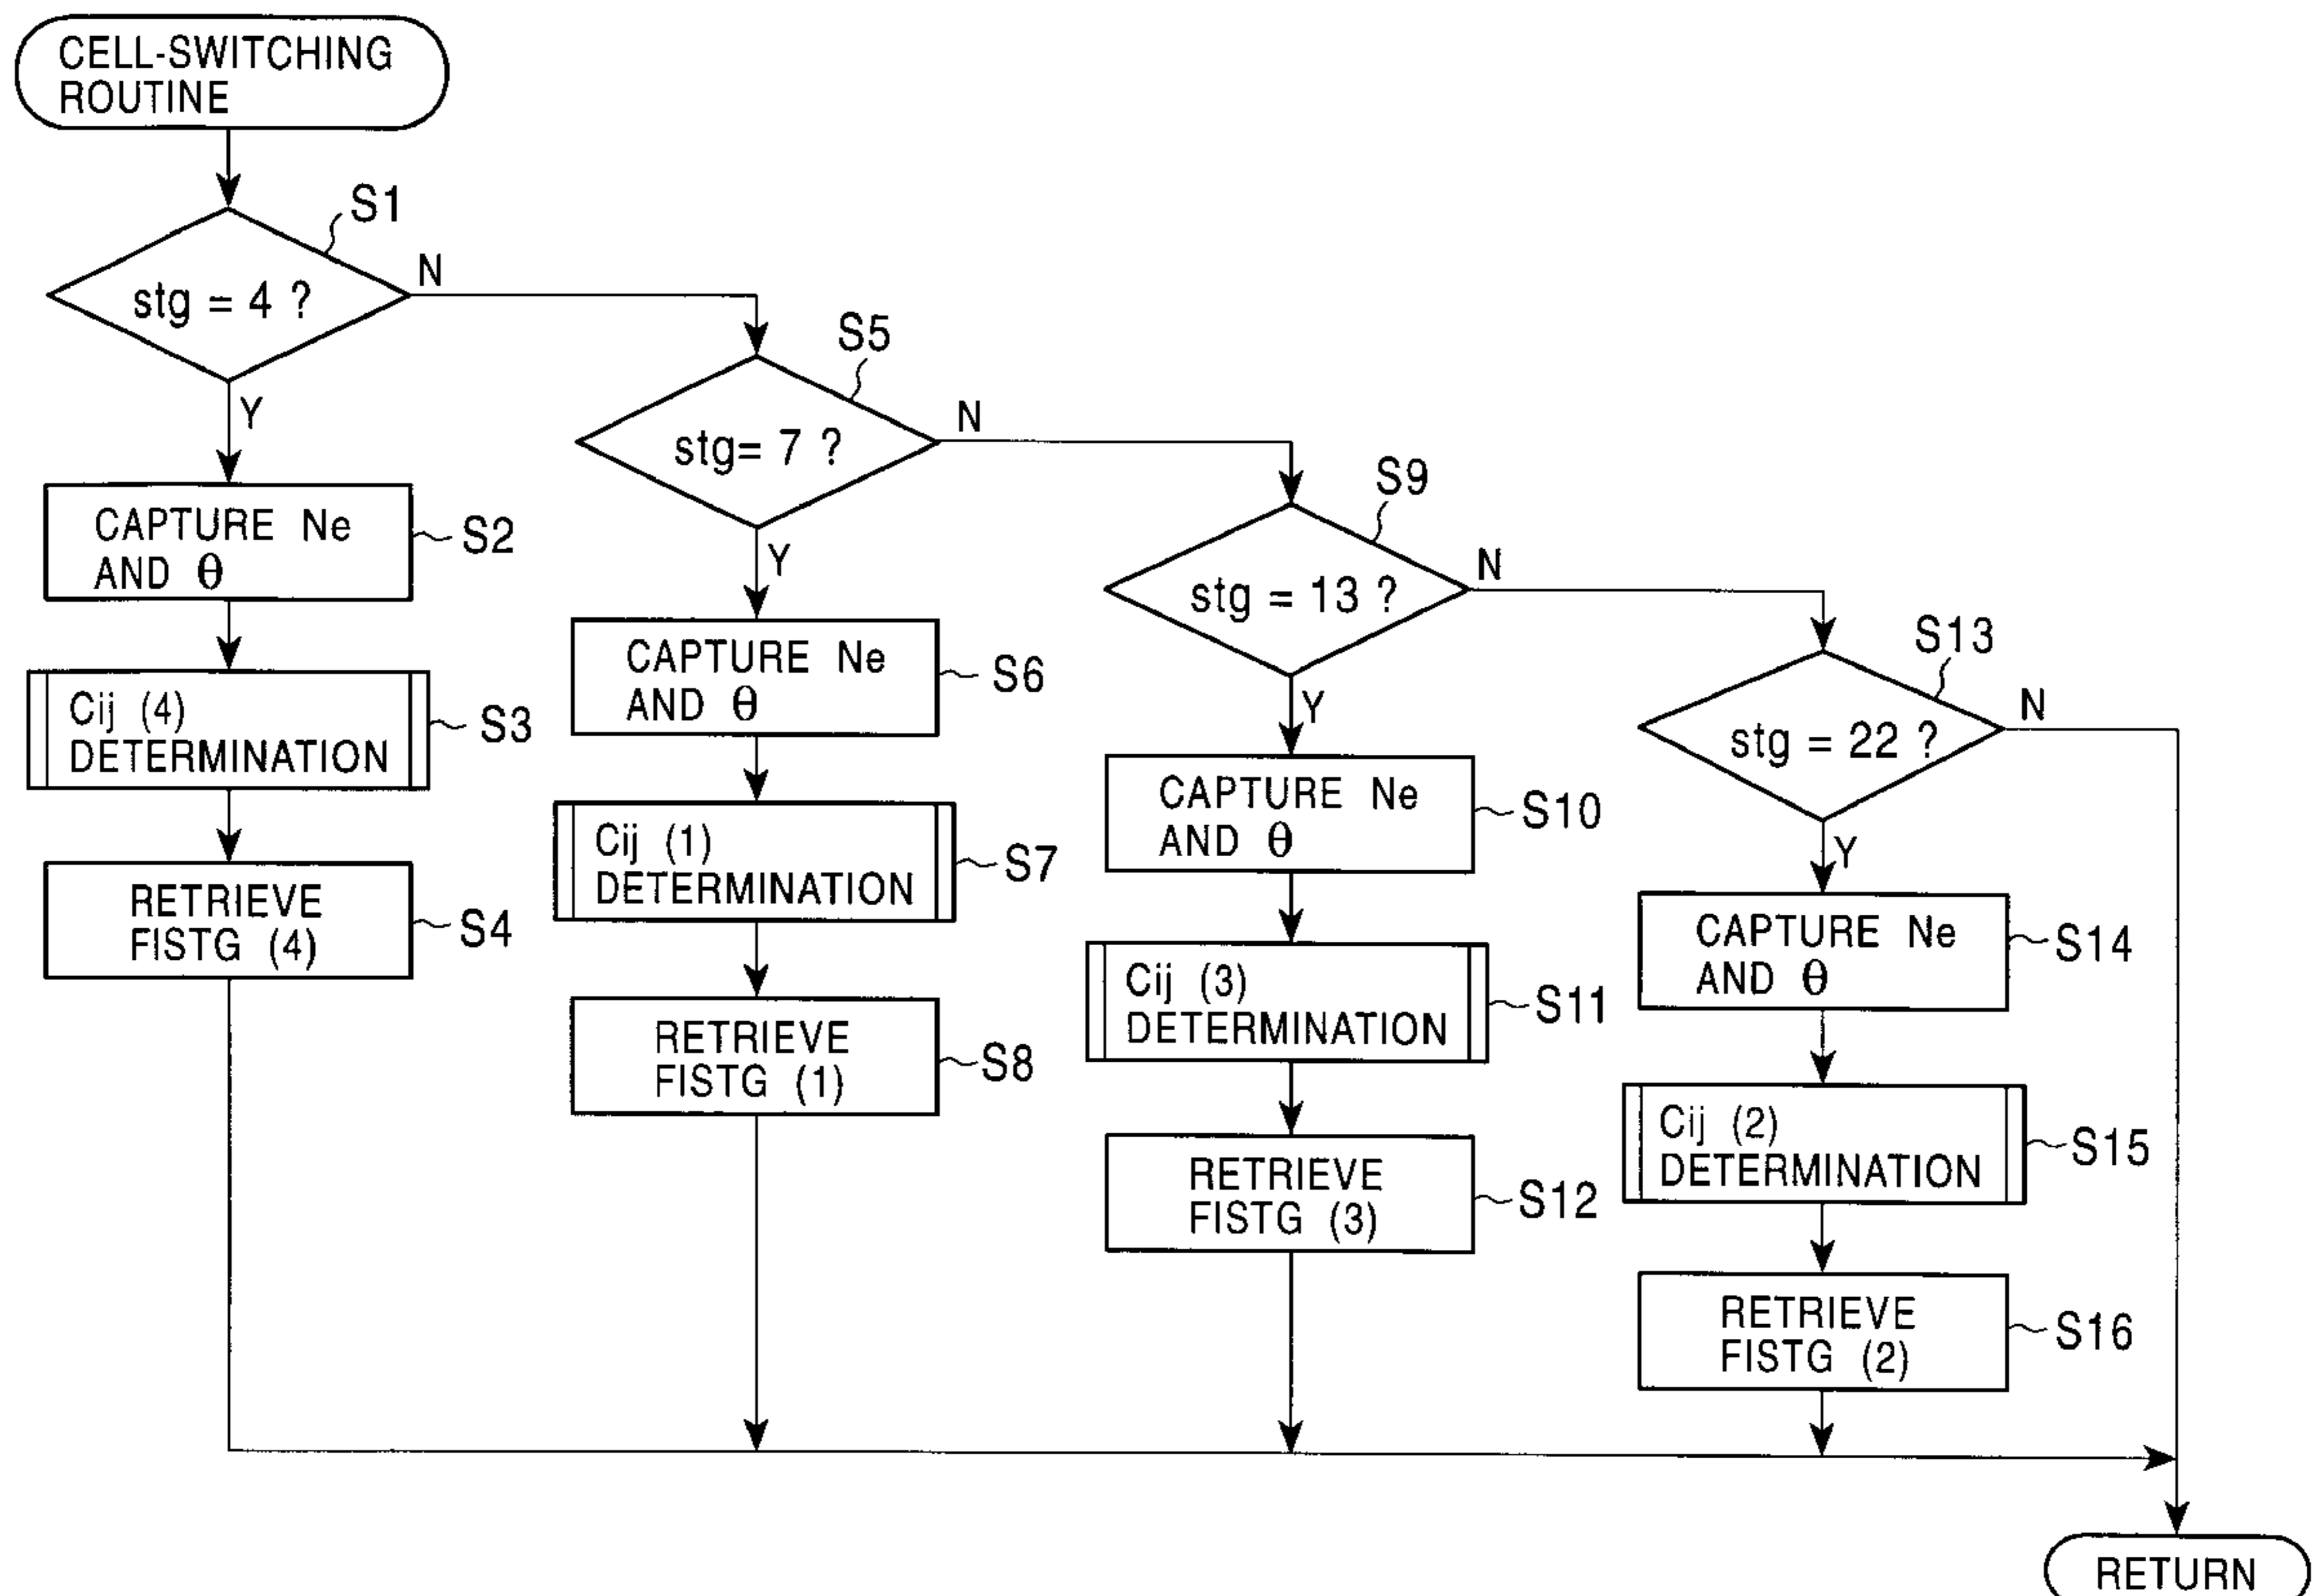 CELL-SWITCHING
ROUTINE
S1
stg = 4 ?
N
Y
CAPTURE Ne
AND θ
S2
Cij (4)
DETERMINATION
S3
RETRIEVE
FISTG (4)
S4
S5
stg= 7 ?
N
Y
CAPTURE Ne
AND θ
S6
Cij (1)
DETERMINATION
S7
RETRIEVE
FISTG (1)
S8
S9
stg = 13 ?
N
Y
CAPTURE Ne
AND θ
S10
Cij (3)
DETERMINATION
S11
RETRIEVE
FISTG (3)
S12
S13
stg = 22 ?
N
Y
CAPTURE Ne
AND θ
S14
Cij (2)
DETERMINATION
S15
RETRIEVE
FISTG (2)
S16
RETURN